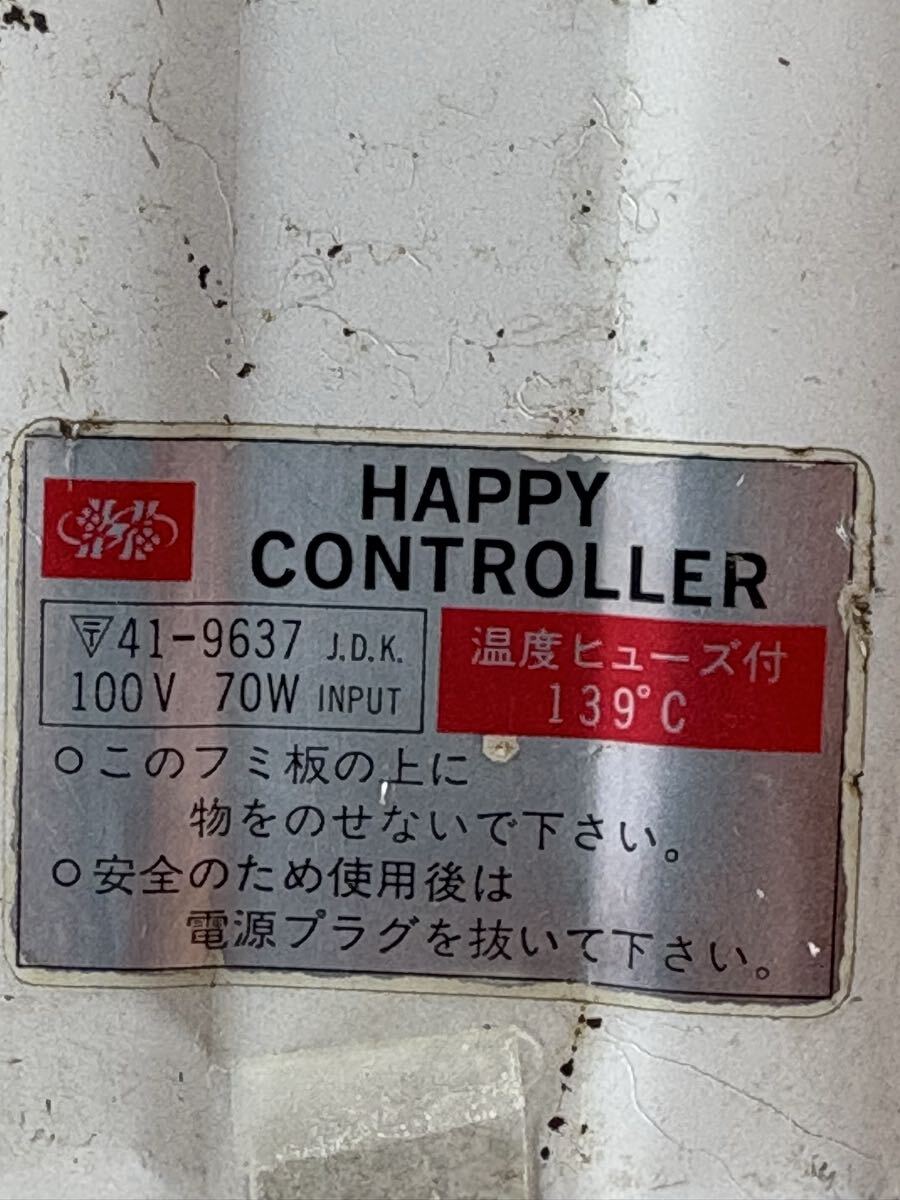 HAPPY
CONTROLLER
41-9637 J.D.K.
100V 70W INPUT
温度ヒューズ付
139°C
○このフミ板の上に
物をのせないで下さい。
○安全のため使用後は
電源プラグを抜いて下さい。